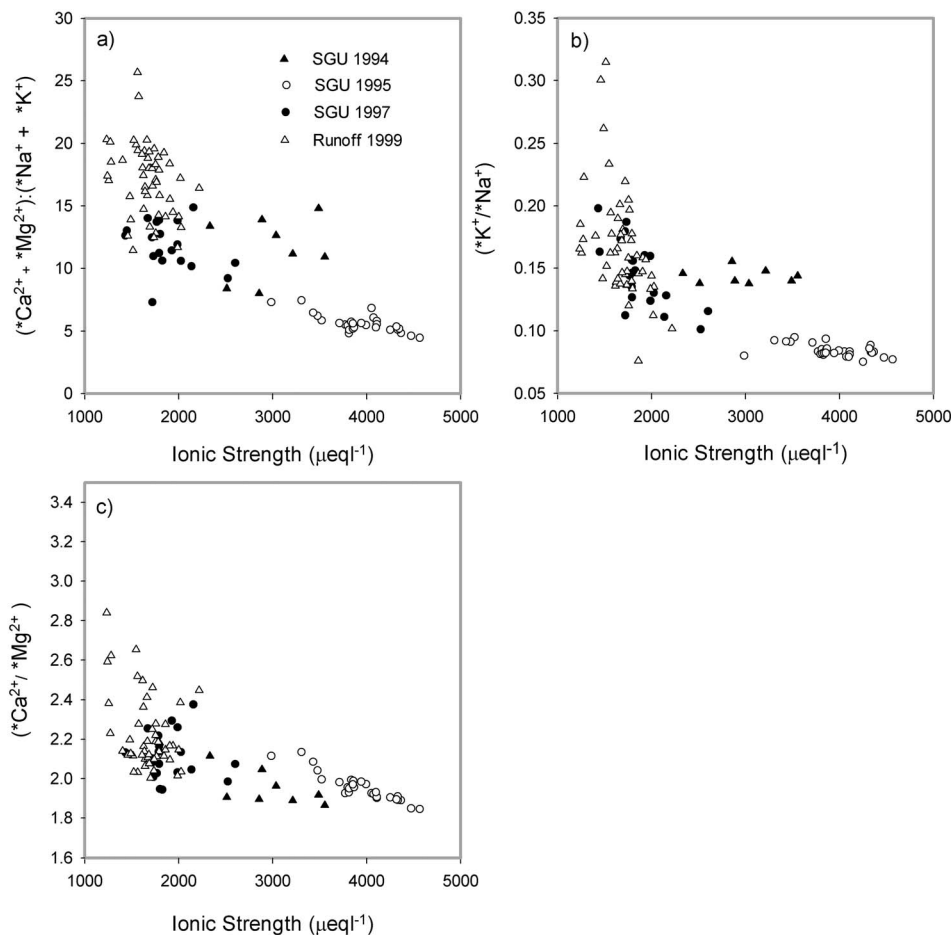 a)
(*Ca²⁺ + *Mg²⁺):(*Na⁺ + *K⁺)
30
25
20
15
10
5
0
▲ SGU 1994
○ SGU 1995
● SGU 1997
△ Runoff 1999
1000 2000 3000 4000 5000
Ionic Strength (μeql⁻¹)
b)
(*K⁺/*Na⁺)
0.35
0.30
0.25
0.20
0.15
0.10
0.05
1000 2000 3000 4000 5000
Ionic Strength (μeql⁻¹)
c)
(*Ca²⁺/ *Mg²⁺)
3.4
3.2
3.0
2.8
2.6
2.4
2.2
2.0
1.8
1.6
1000 2000 3000 4000 5000
Ionic Strength (μeql⁻¹)